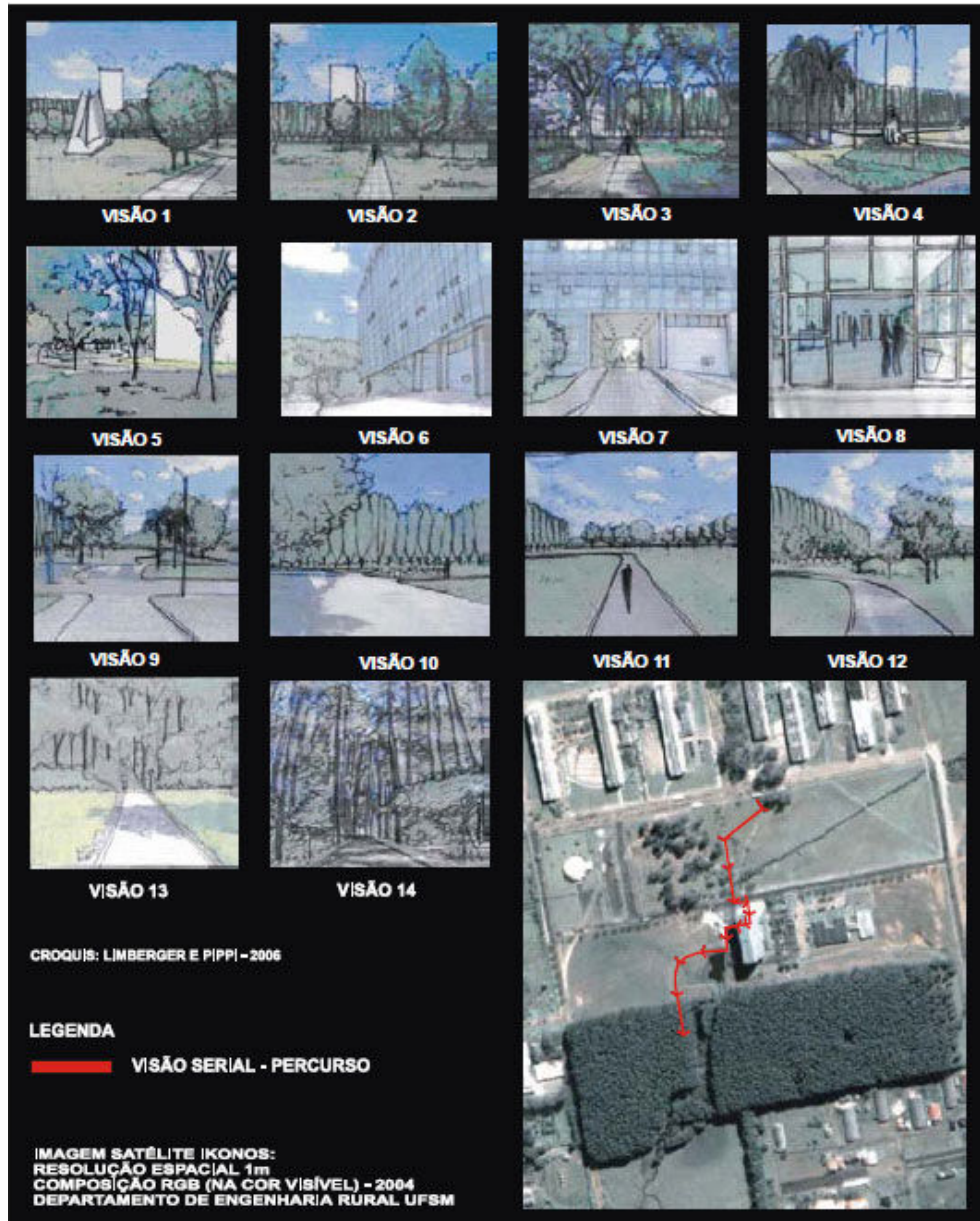 VISÃO 1
VISÃO 2
VISÃO 3
VISÃO 4
VISÃO 5
VISÃO 6
VISÃO 7
VISÃO 8
VISÃO 9
VISÃO 10
VISÃO 11
VISÃO 12
VISÃO 13
VISÃO 14
CROQUIS: LIMBERGER E PIPPI - 2006
LEGENDA
VISÃO SERIAL - PERCURSO
IMAGEM SATÉLITE IKONOS:
RESOLUÇÃO ESPACIAL 1m
COMPOSIÇÃO RGB (NA COR VISÍVEL) - 2004
DEPARTAMENTO DE ENGENHARIA RURAL UFSM